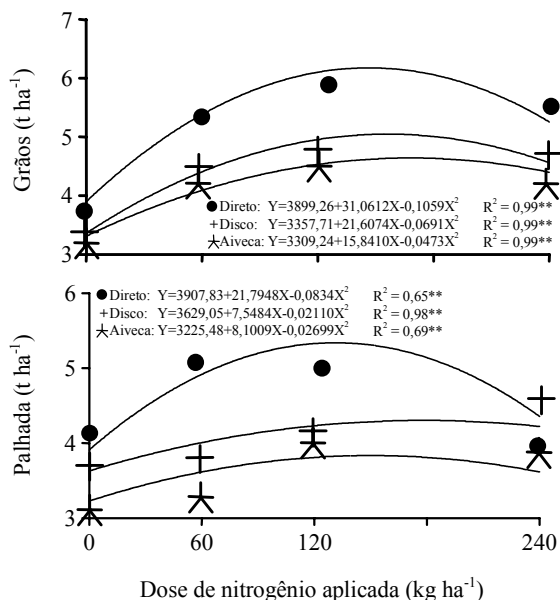 7
6
5
4
3
Grãos (t ha⁻¹)
Direto: Y=3899,26+31,0612X-0,1059X² R² = 0,99**
Disco: Y=3357,71+21,6074X-0,0691X² R² = 0,99**
Aiveca: Y=3309,24+15,8410X-0,0473X² R² = 0,99**
6
5
4
3
Palhada (t ha⁻¹)
Direto: Y=3907,83+21,7948X-0,0834X² R² = 0,65**
Disco: Y=3629,05+7,5484X-0,02110X² R² = 0,98**
Aiveca: Y=3225,48+8,1009X-0,02699X² R² = 0,69**
0 60 120 240
Dose de nitrogênio aplicada (kg ha⁻¹)